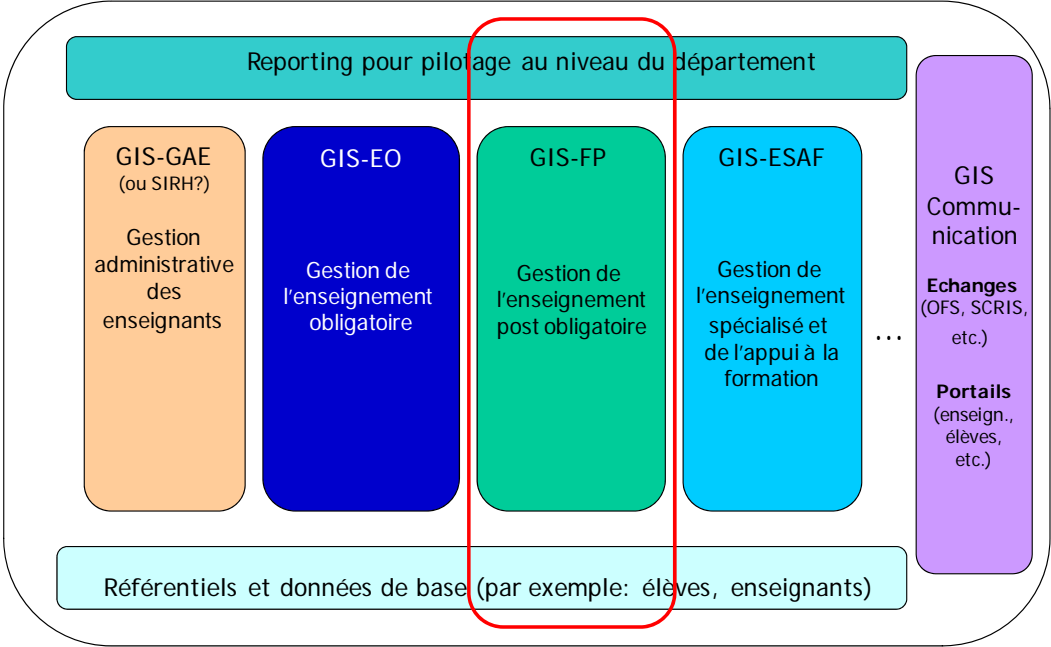 Reporting pour pilotage au niveau du département
GIS-GAE
(ou SIRH?)
Gestion
administrative
des
enseignants
GIS-EO
Gestion de
l'enseignement
obligatoire
GIS-FP
Gestion de
l'enseignement
post obligatoire
GIS-ESAF
Gestion de
l'enseignement
spécialisé et
de l'appui à la
formation
...
GIS
Commu-
nication
Echanges
(OFS, SCRIS,
etc.)
Portails
(enseign.,
élèves,
etc.)
Référentiels et données de base (par exemple: élèves, enseignants)